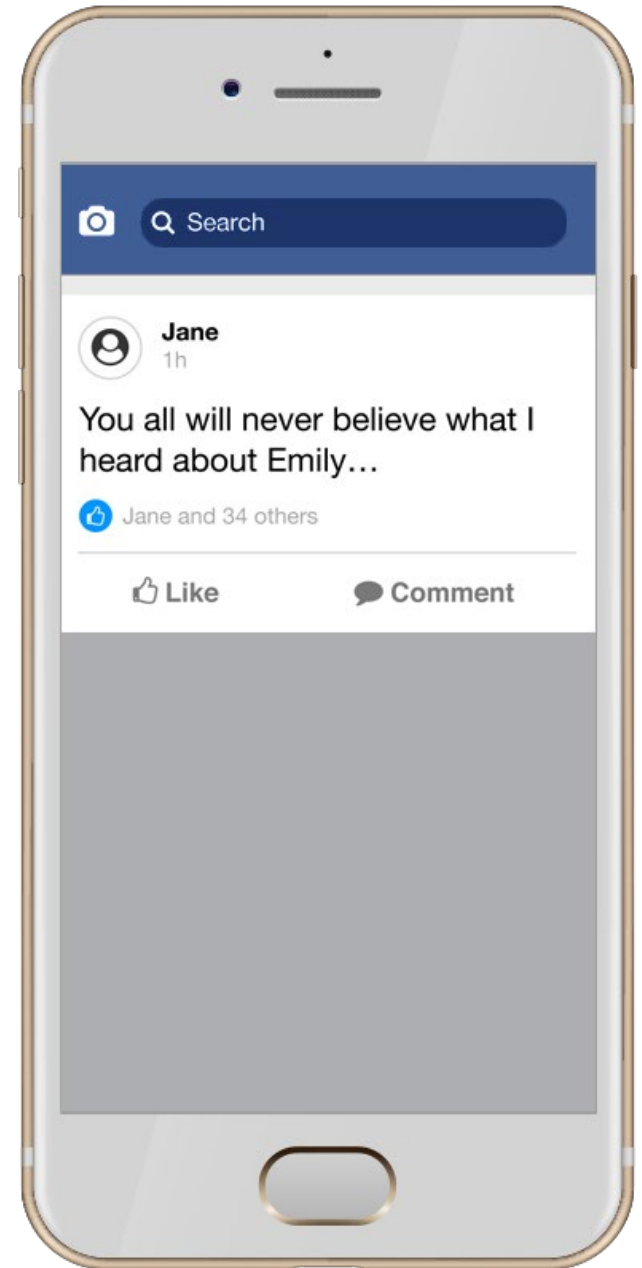 Search
Jane
1h
You all will never believe what I
heard about Emily...
Jane and 34 others
Like
Comment